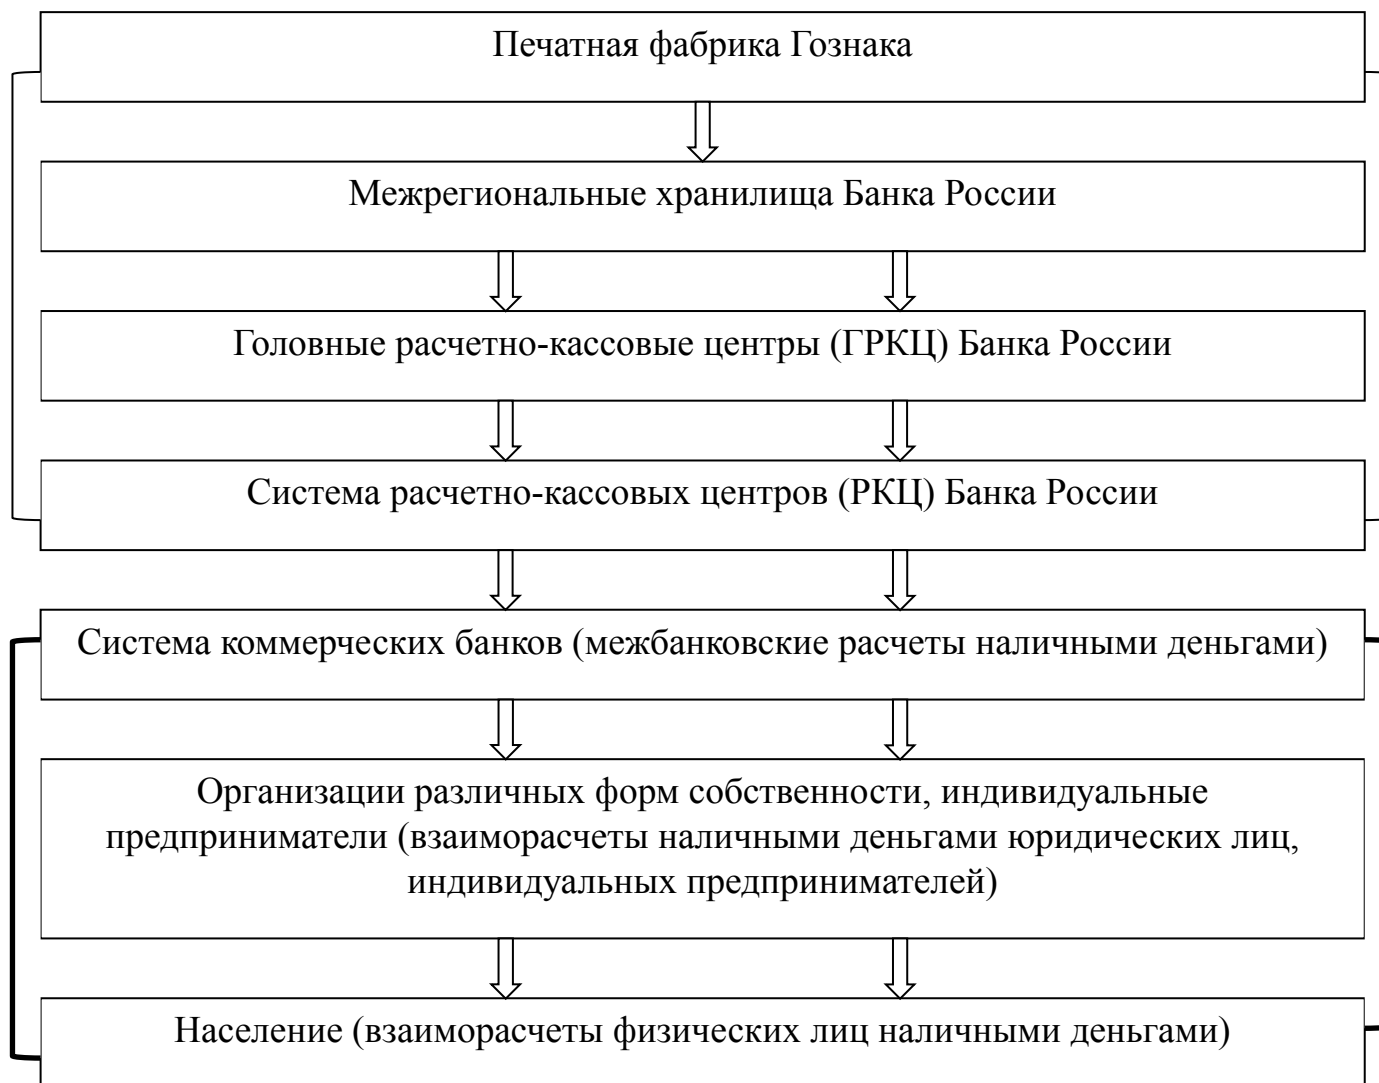 Печатная фабрика Гознака
Межрегиональные хранилища Банка России
Головные расчетно-кассовые центры (ГРКЦ) Банка России
Система расчетно-кассовых центров (РКЦ) Банка России
Система коммерческих банков (межбанковские расчеты наличными деньгами)
Организации различных форм собственности, индивидуальные
предприниматели (взаиморасчеты наличными деньгами юридических лиц,
индивидуальных предпринимателей)
Население (взаиморасчеты физических лиц наличными деньгами)